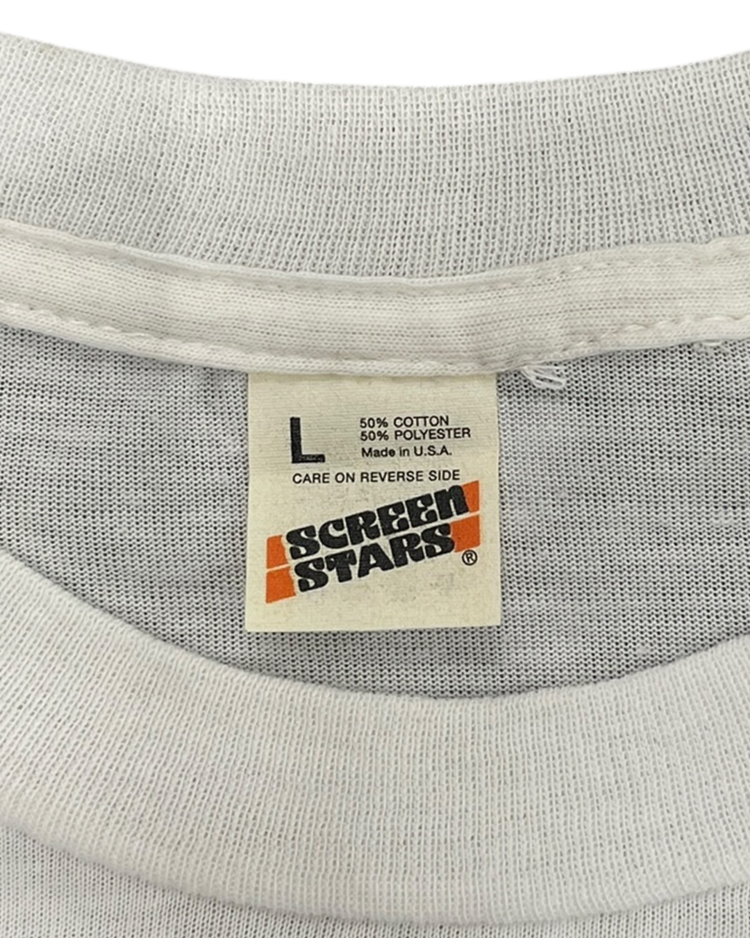 L
50% COTTON
50% POLYESTER
Made in U.S.A.
CARE ON REVERSE SIDE
SCREEN
STARS®